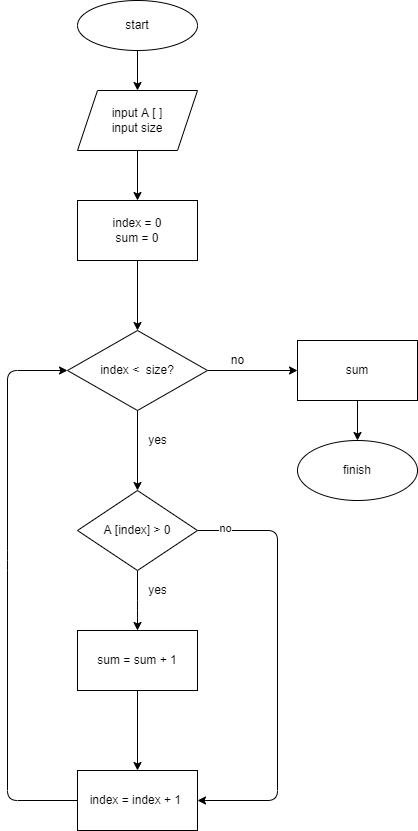 start
input A [ ]
input size
index = 0
sum = 0
index <  size?
no
sum
yes
finish
A [index] > 0
no
yes
sum = sum + 1
index = index + 1